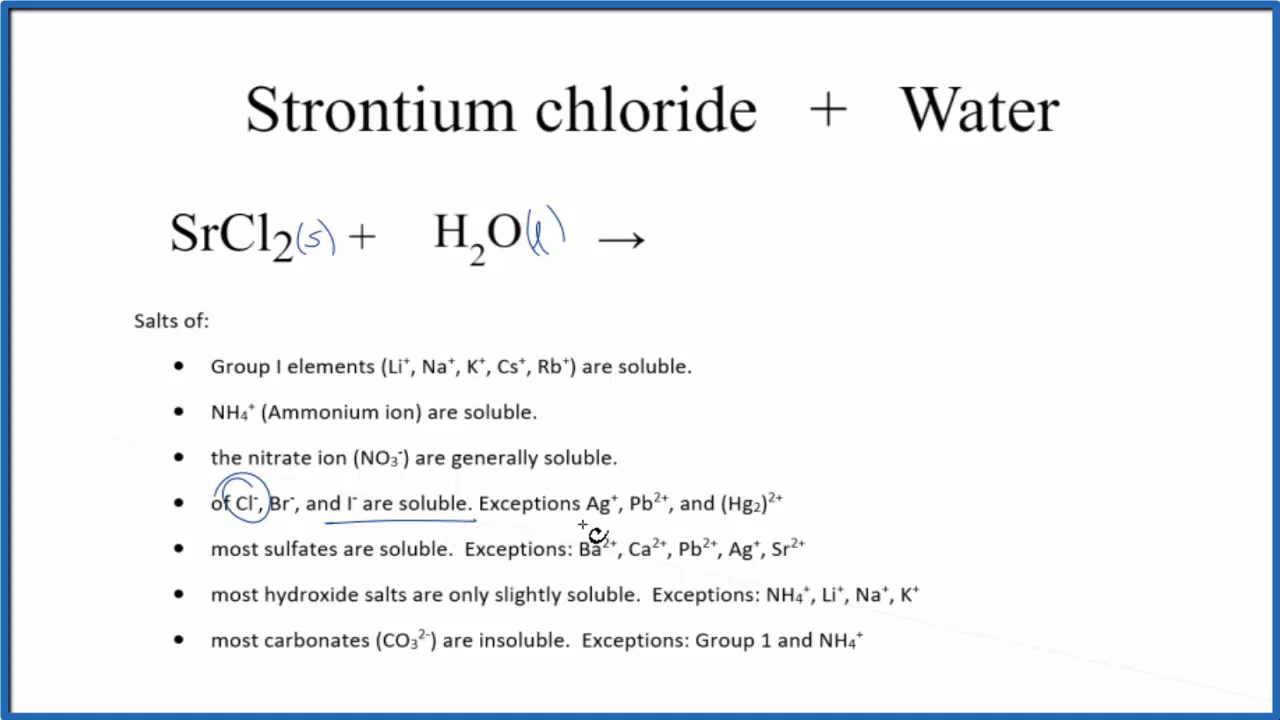 Strontium chloride + Water
SrCl₂(s) + H₂O(l) →
Salts of:
• Group I elements (Li⁺, Na⁺, K⁺, Cs⁺, Rb⁺) are soluble.
• NH₄⁺ (Ammonium ion) are soluble.
• the nitrate ion (NO₃⁻) are generally soluble.
• of Cl⁻, Br⁻, and I⁻ are soluble. Exceptions Ag⁺, Pb²⁺, and (Hg₂)²⁺
• most sulfates are soluble. Exceptions: Ba²⁺, Ca²⁺, Pb²⁺, Ag⁺, Sr²⁺
• most hydroxide salts are only slightly soluble. Exceptions: NH₄⁺, Li⁺, Na⁺, K⁺
• most carbonates (CO₃²⁻) are insoluble. Exceptions: Group 1 and NH₄⁺